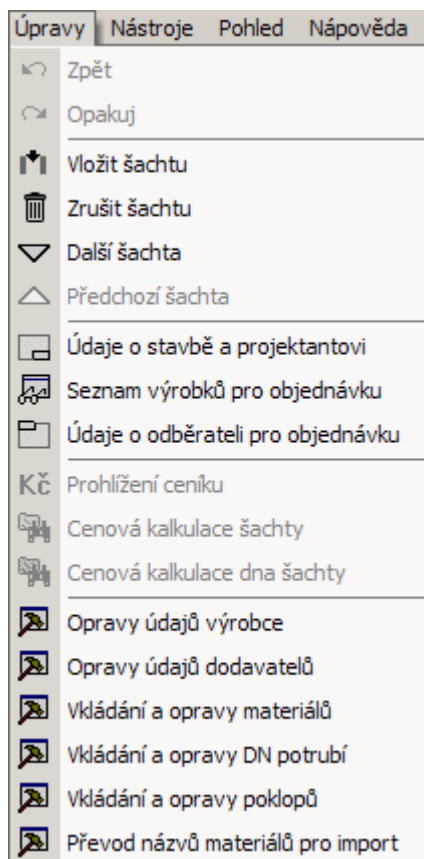 Úpravy Nástroje Pohled Nápověda
Zpět
Opakuj
Vložit šachtu
Zrušit šachtu
Další šachta
Předchozí šachta
Údaje o stavbě a projektantovi
Seznam výrobků pro objednávku
Údaje o odběrateli pro objednávku
Kč Prohlížení ceníku
Cenová kalkulace šachty
Cenová kalkulace dna šachty
Opravy údajů výrobce
Opravy údajů dodavatelů
Vkládání a opravy materiálů
Vkládání a opravy DN potrubí
Vkládání a opravy poklopů
Převod názvů materiálů pro import